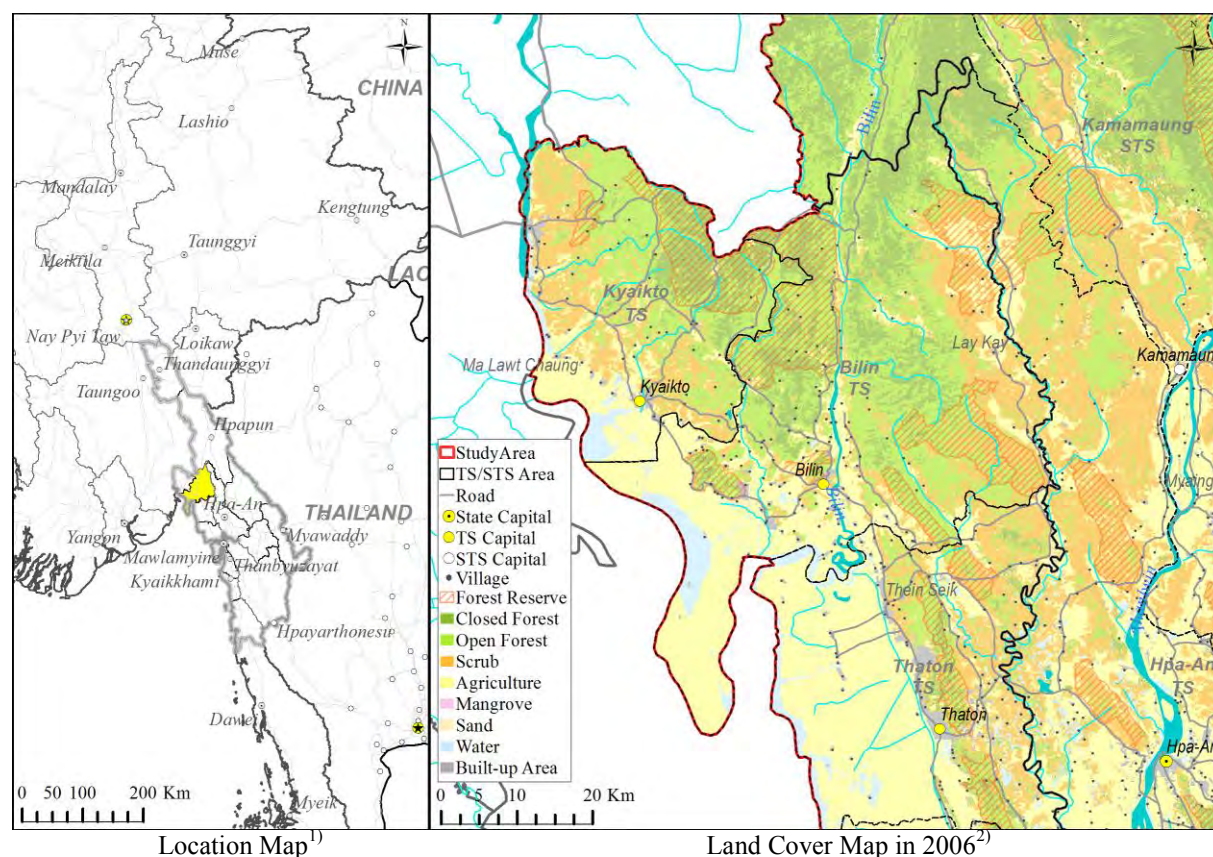 N
Muse
CHINA
Lashio
Mandalay
Kengtung
Taunggyi
Meiktila
LAO
Nay Pyi Taw
Loikaw
Thandaunggyi
Taungoo
Hpapun
Hpa-An
THAILAND
Yangon
Myawaddy
Mawlamyine
Kyaikkhami
Thanbyuzayat
Hpayarthonesu
Dawei
Myeik
0 50 100 200 Km
Location Map1)
N
Bilin
Kamamaung
STS
Kyaikto
TS
Ma Lawt Chaung
Kyaikto
Bilin
TS
Lay Kay
Kamamaun
Bilin
Bilin
Thein Seik
Thaton
TS
Thaton
Hpa-An
TS
Hpa-An
StudyArea
TS/STS Area
Road
State Capital
TS Capital
STS Capital
Village
Forest Reserve
Closed Forest
Open Forest
Scrub
Agriculture
Mangrove
Sand
Water
Built-up Area
0 5 10 20 Km
Land Cover Map in 20062)